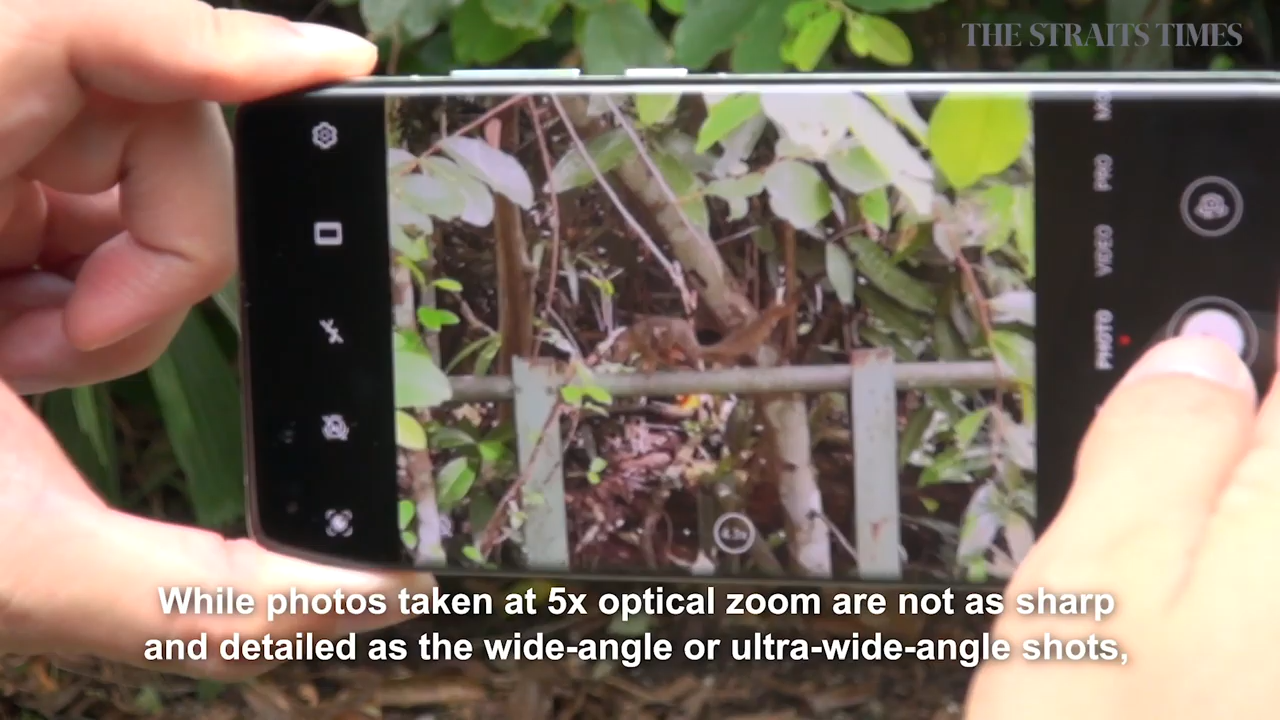 THE STRAITS TIMES
MO
PRO
VIDEO
PHOTO
While photos taken at 5x optical zoom are not as sharp
and detailed as the wide-angle or ultra-wide-angle shots,